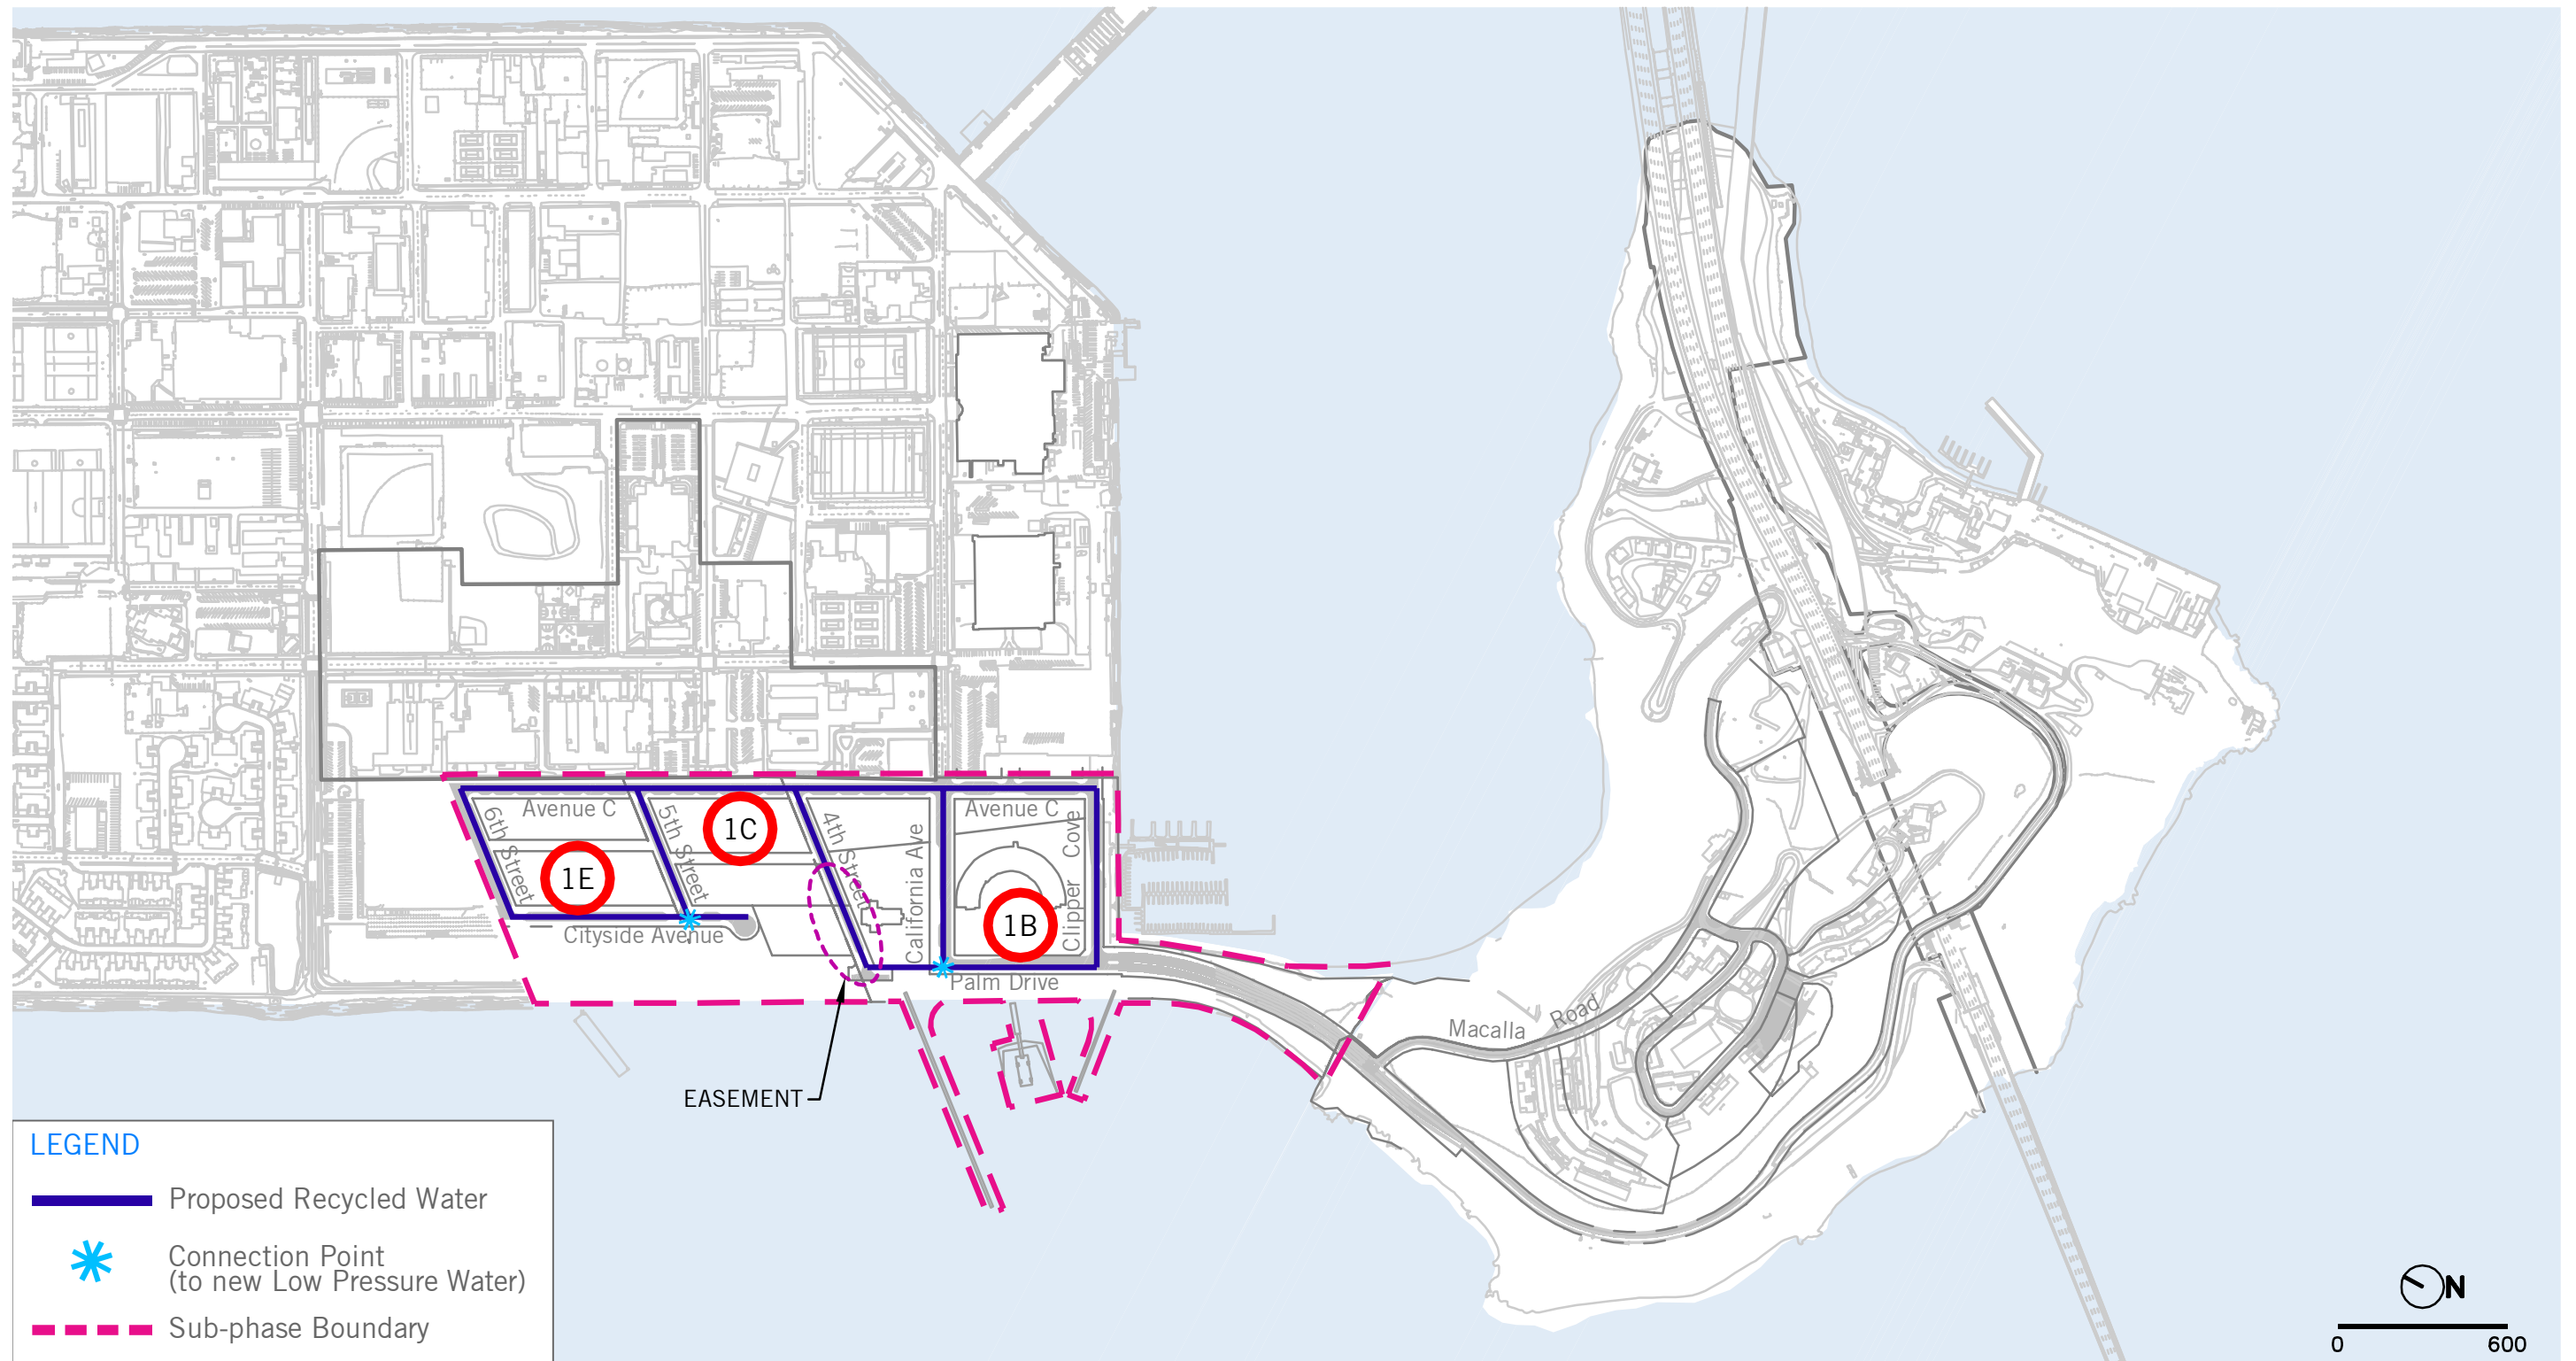 Avenue C
Avenue C
6th Street
5th Street
4th Street
1C
1E
1B
California Ave
Clipper Cove
Cityside Avenue
Palm Drive
Macalla Road
EASEMENT
LEGEND
Proposed Recycled Water
Connection Point
(to new Low Pressure Water)
Sub-phase Boundary
N
0 600